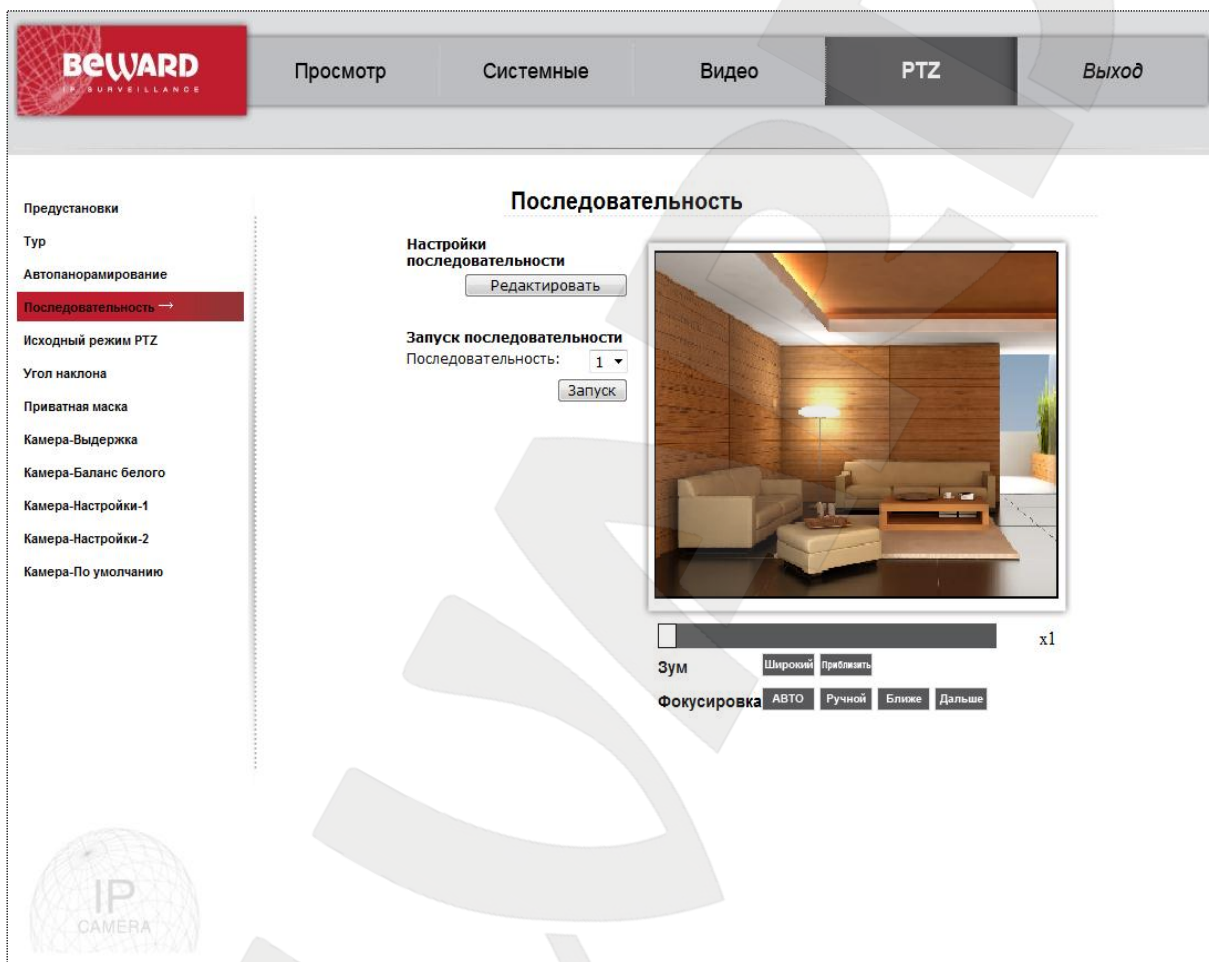 BEWARD
IP SURVEILLANCE
Просмотр
Системные
Видео
PTZ
Выход
Предустановки
Тур
Автопанорамирование
Последовательность →
Исходный режим PTZ
Угол наклона
Приватная маска
Камера-Выдержка
Камера-Баланс белого
Камера-Настройки-1
Камера-Настройки-2
Камера-По умолчанию
Последовательность
Настройки
последовательности
Редактировать
Запуск последовательности
Последовательность: 1
Запуск
x1
Зум Широкий Приблизить
Фокусировка АВТО Ручной Ближе Дальше
IP
CAMERA